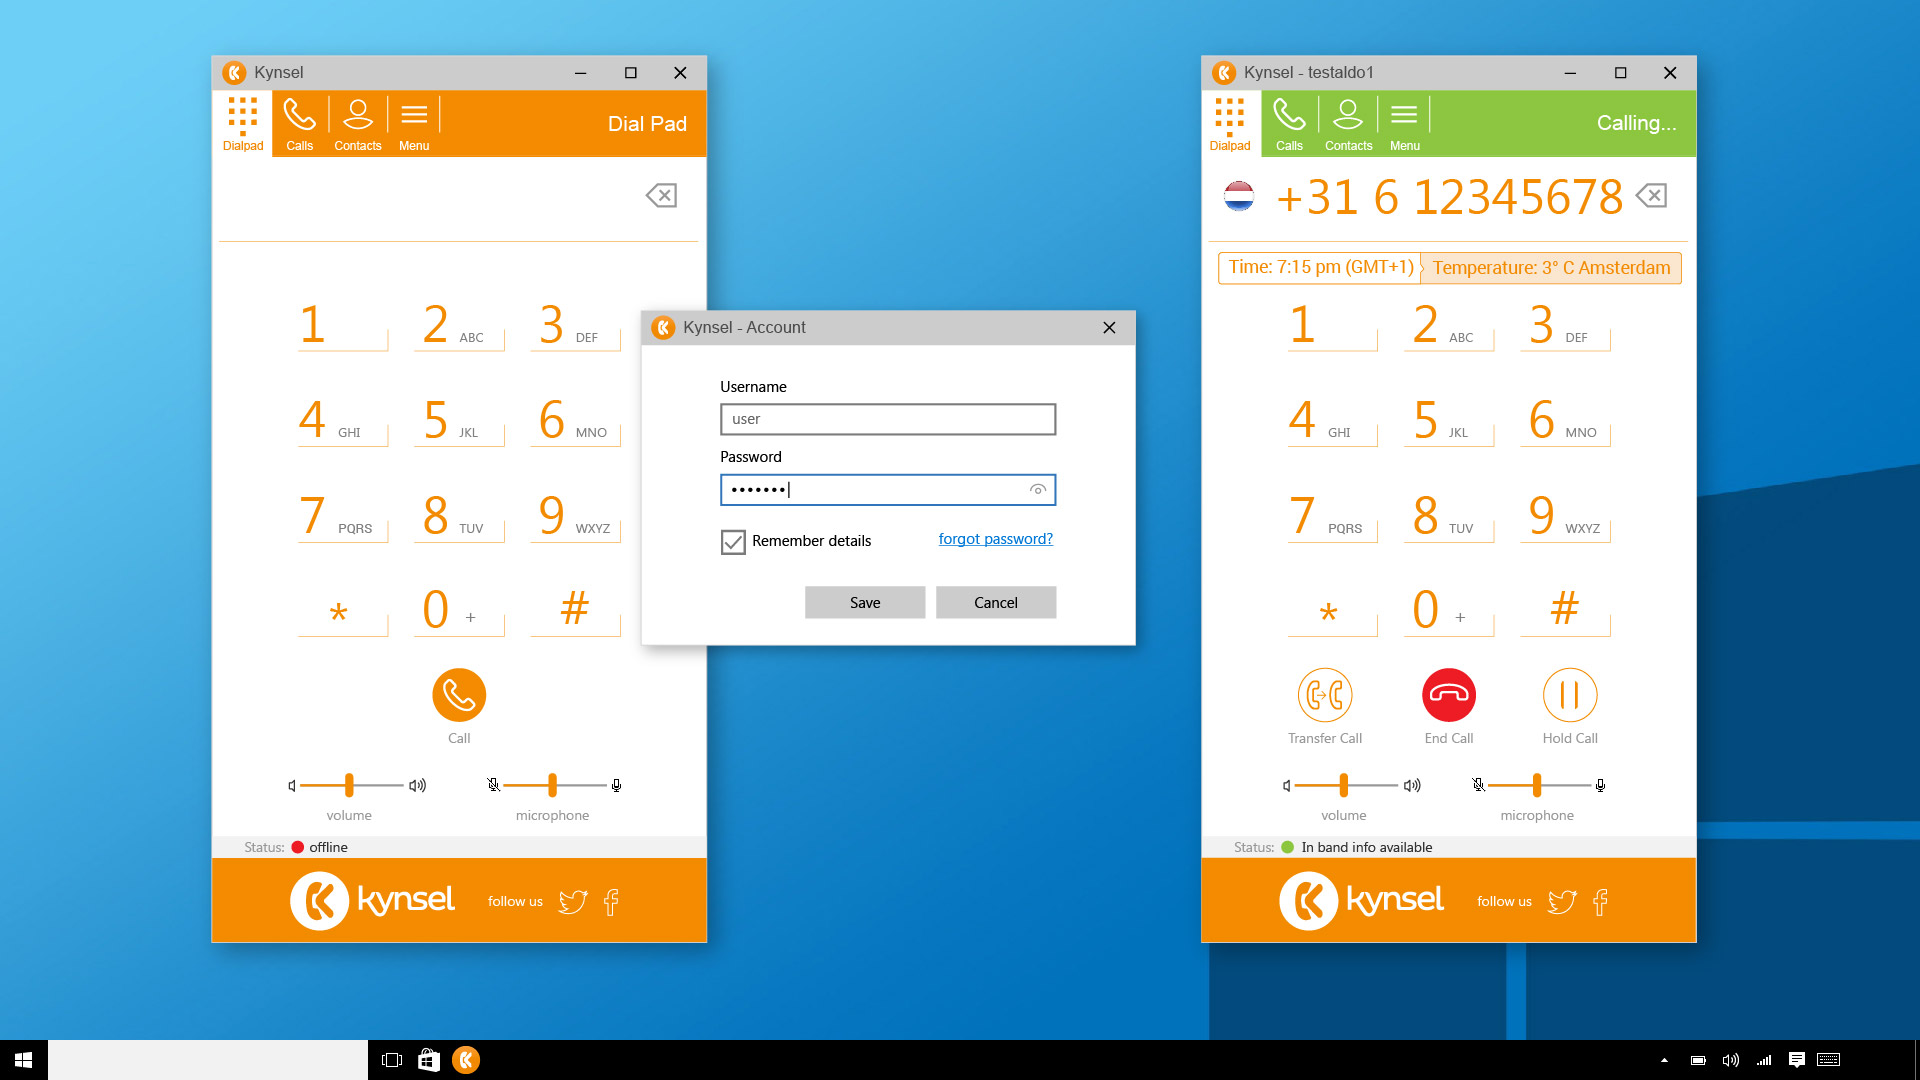 Kynsel
Dialpad
Calls
Contacts
Menu
Dial Pad
1
2 ABC
3 DEF
4 GHI
5 JKL
6 MNO
7 PQRS
8 TUV
9 WXYZ
*
0 +
#
Call
volume
microphone
Status: offline
kynsel
follow us
Kynsel - Account
Username
user
Password
•••••••
Remember details
forgot password?
Save
Cancel
Kynsel - testaldo1
Dialpad
Calls
Contacts
Menu
Calling...
+31 6 12345678
Time: 7:15 pm (GMT+1)
Temperature: 3° C Amsterdam
1
2 ABC
3 DEF
4 GHI
5 JKL
6 MNO
7 PQRS
8 TUV
9 WXYZ
*
0 +
#
Transfer Call
End Call
Hold Call
volume
microphone
Status: In band info available
kynsel
follow us